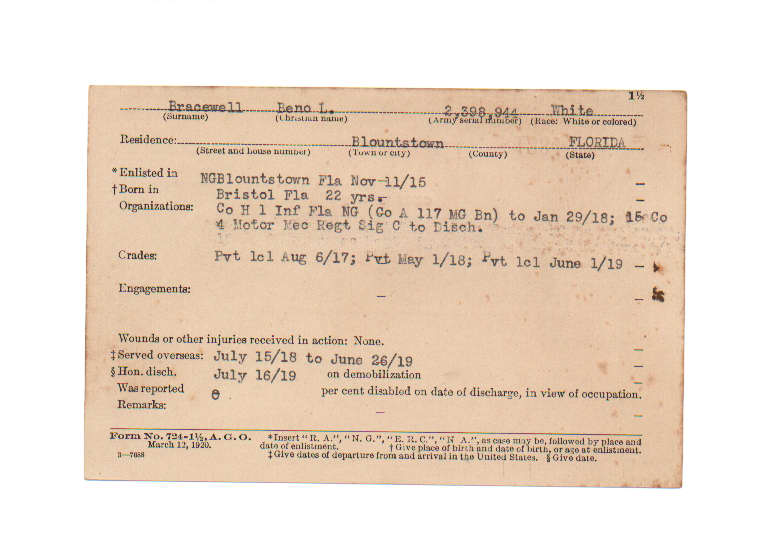 1½
Bracewell Reno L. 2,398,944 White
(Surname) (Christian name) (Army serial number) (Race: White or colored)
Residence: Blountstown FLORIDA
(Street and house number) (Town or city) (County) (State)
*Enlisted in NGBlountstown Fla Nov 11/15 —
†Born in Bristol Fla 22 yrs. —
Organizations: Co H 1 Inf Fla NG (Co A 117 MG Bn) to Jan 29/18; 15 Co
4 Motor Mec Regt Sig C to Disch.
Crades: Pvt 1cl Aug 6/17; Pvt May 1/18; Pvt 1cl June 1/19 —
Engagements: — —
Wounds or other injuries received in action: None. —
‡Served overseas: July 15/18 to June 26/19 —
§Hon. disch. July 16/19 on demobilization —
Was reported 0 per cent disabled on date of discharge, in view of occupation.
Remarks: — —
Form No. 724-1½, A. G. O. *Insert "R. A.", "N. G.", "E. R. C.", "N. A.", as case may be, followed by place and
March 12, 1920. date of enlistment. †Give place of birth and date of birth, or age at enlistment.
3—7688 ‡Give dates of departure from and arrival in the United States. §Give date.